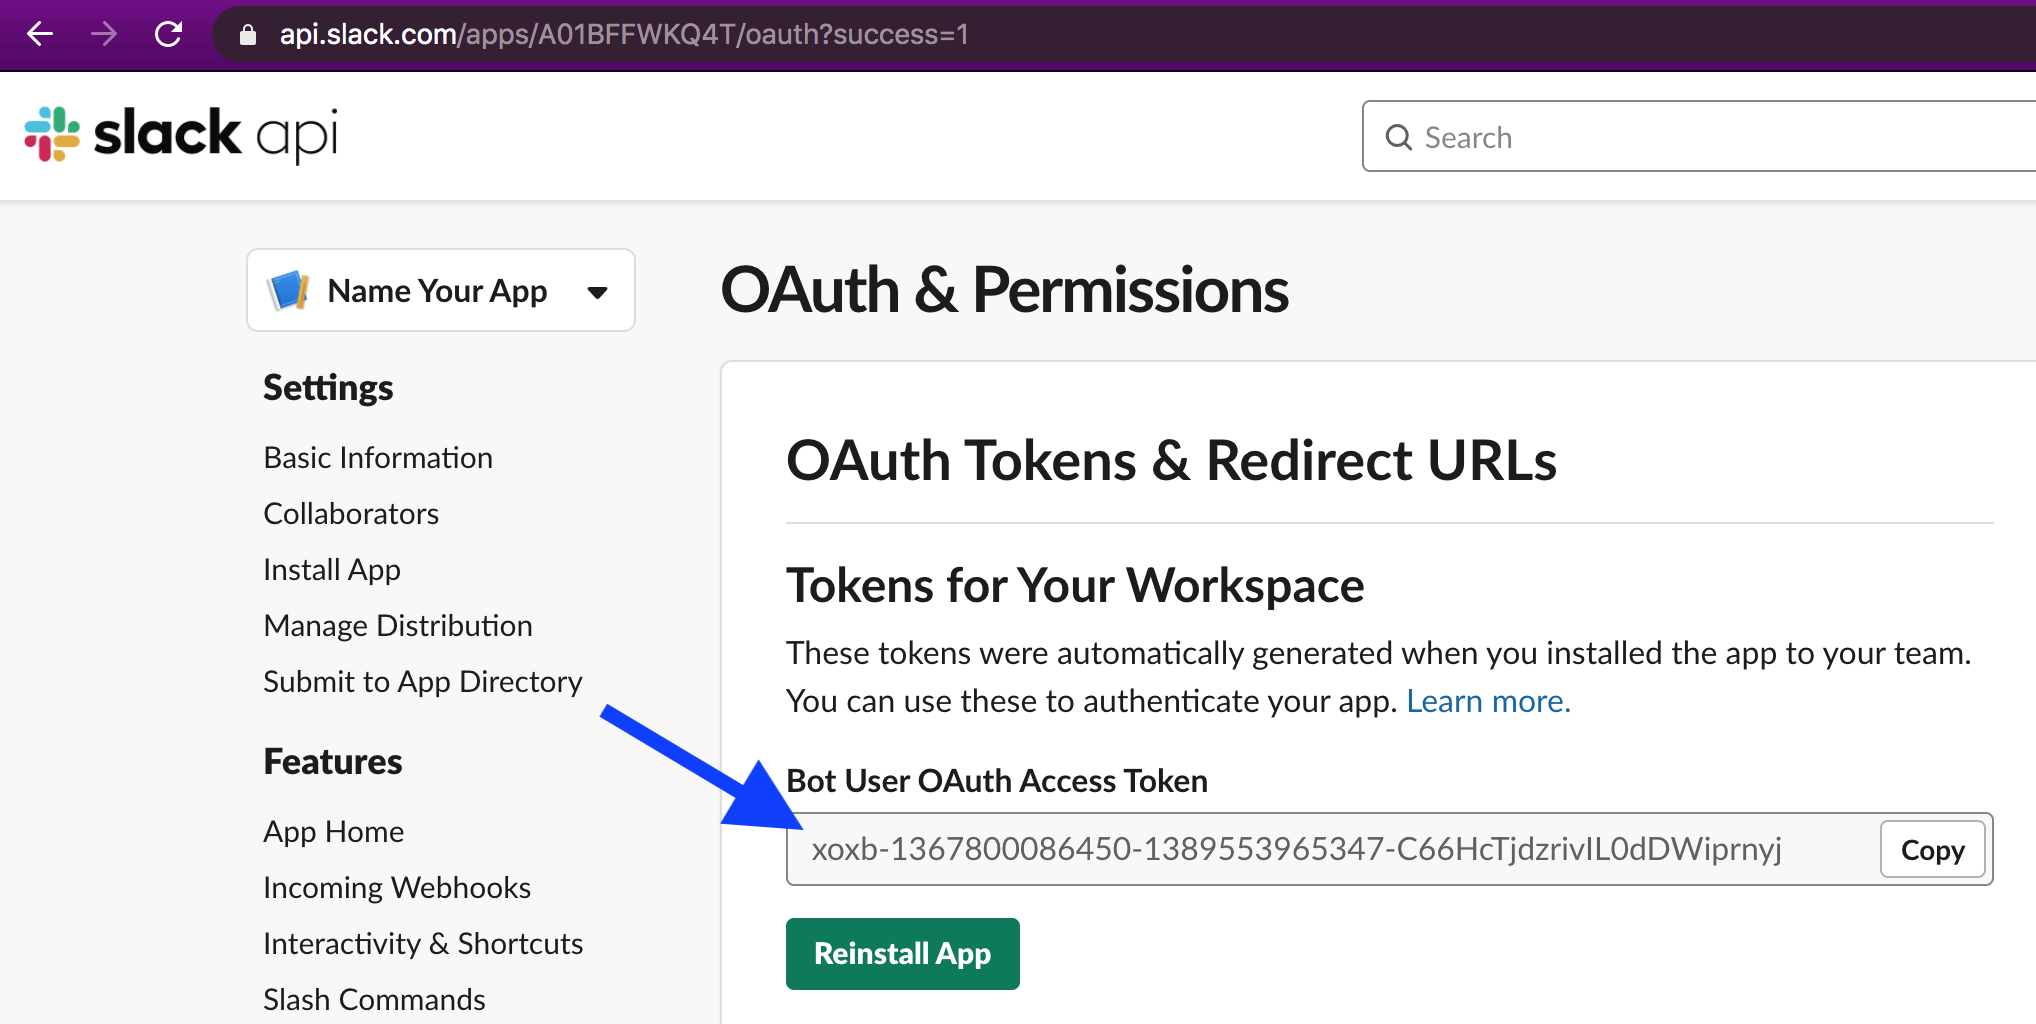 api.slack.com/apps/A01BFFWKQ4T/oauth?success=1
slack api
Search
Name Your App
OAuth & Permissions
Settings
Basic Information
Collaborators
Install App
Manage Distribution
Submit to App Directory
Features
App Home
Incoming Webhooks
Interactivity & Shortcuts
Slash Commands
OAuth Tokens & Redirect URLs
Tokens for Your Workspace
These tokens were automatically generated when you installed the app to your team.
You can use these to authenticate your app. Learn more.
Bot User OAuth Access Token
xoxb-1367800086450-1389553965347-C66HcTjdzrivIL0dDWiprnyj
Copy
Reinstall App